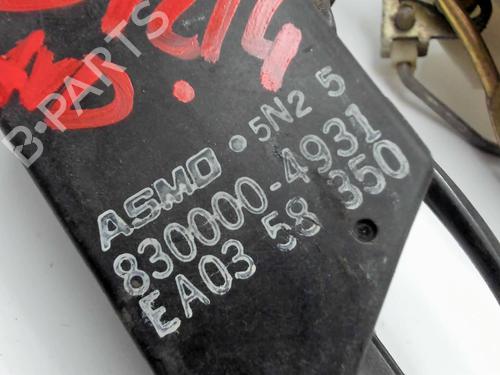 B-PARTS
ASMO · 5N2 5
830000-4931
EA03 58 350